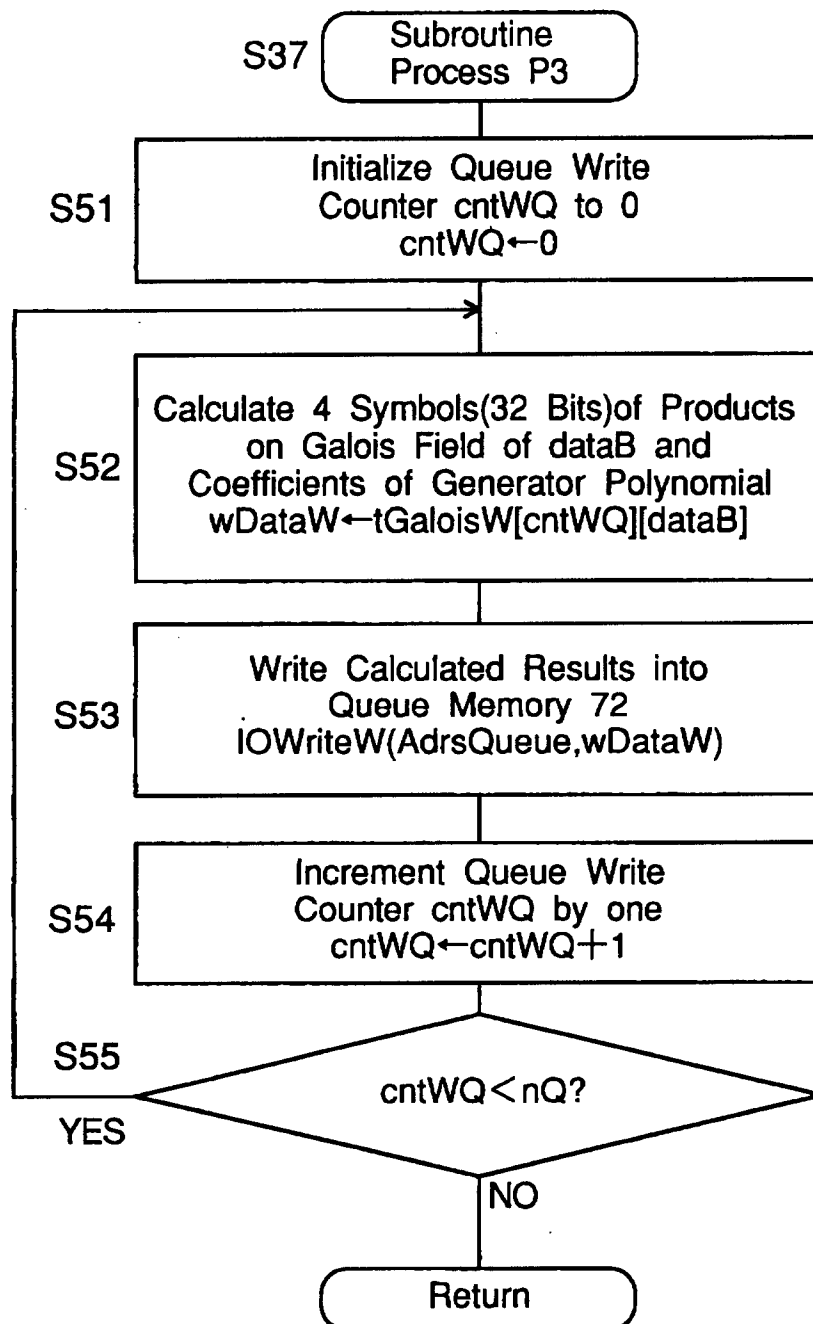 S37
Subroutine
Process P3
S51
Initialize Queue Write
Counter cntWQ to 0
cntWQ←0
S52
Calculate 4 Symbols(32 Bits)of Products
on Galois Field of dataB and
Coefficients of Generator Polynomial
wDataW←tGaloisW[cntWQ][dataB]
S53
Write Calculated Results into
Queue Memory 72
IOWriteW(AdrsQueue,wDataW)
S54
Increment Queue Write
Counter cntWQ by one
cntWQ←cntWQ+1
S55
cntWQ<nQ?
YES
NO
Return